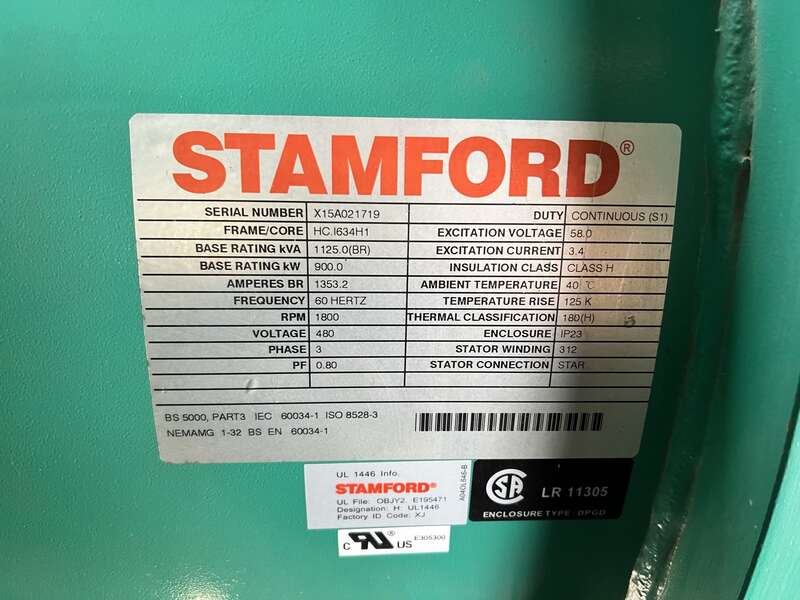 STAMFORD®
SERIAL NUMBER X15A021719 DUTY CONTINUOUS (S1)
FRAME/CORE HC.I634H1 EXCITATION VOLTAGE 58.0
BASE RATING kVA 1125.0(BR) EXCITATION CURRENT 3.4
BASE RATING kW 900.0 INSULATION CLASS CLASS H
AMPERES BR 1353.2 AMBIENT TEMPERATURE 40 °C
FREQUENCY 60 HERTZ TEMPERATURE RISE 125 K
RPM 1800 THERMAL CLASSIFICATION 180(H)
VOLTAGE 480 ENCLOSURE IP23
PHASE 3 STATOR WINDING 312
PF 0.80 STATOR CONNECTION STAR
BS 5000, PART3 IEC 60034-1 ISO 8528-3
NEMAMG 1-32 BS EN 60034-1
UL 1446 Info.
STAMFORD®
UL File: OBJY2. E195471
Designation: H: UL1446
Factory ID Code: XJ
A04OL546-B
SA LR 11305
ENCLOSURE TYPE: DPGD
C RU US E305300